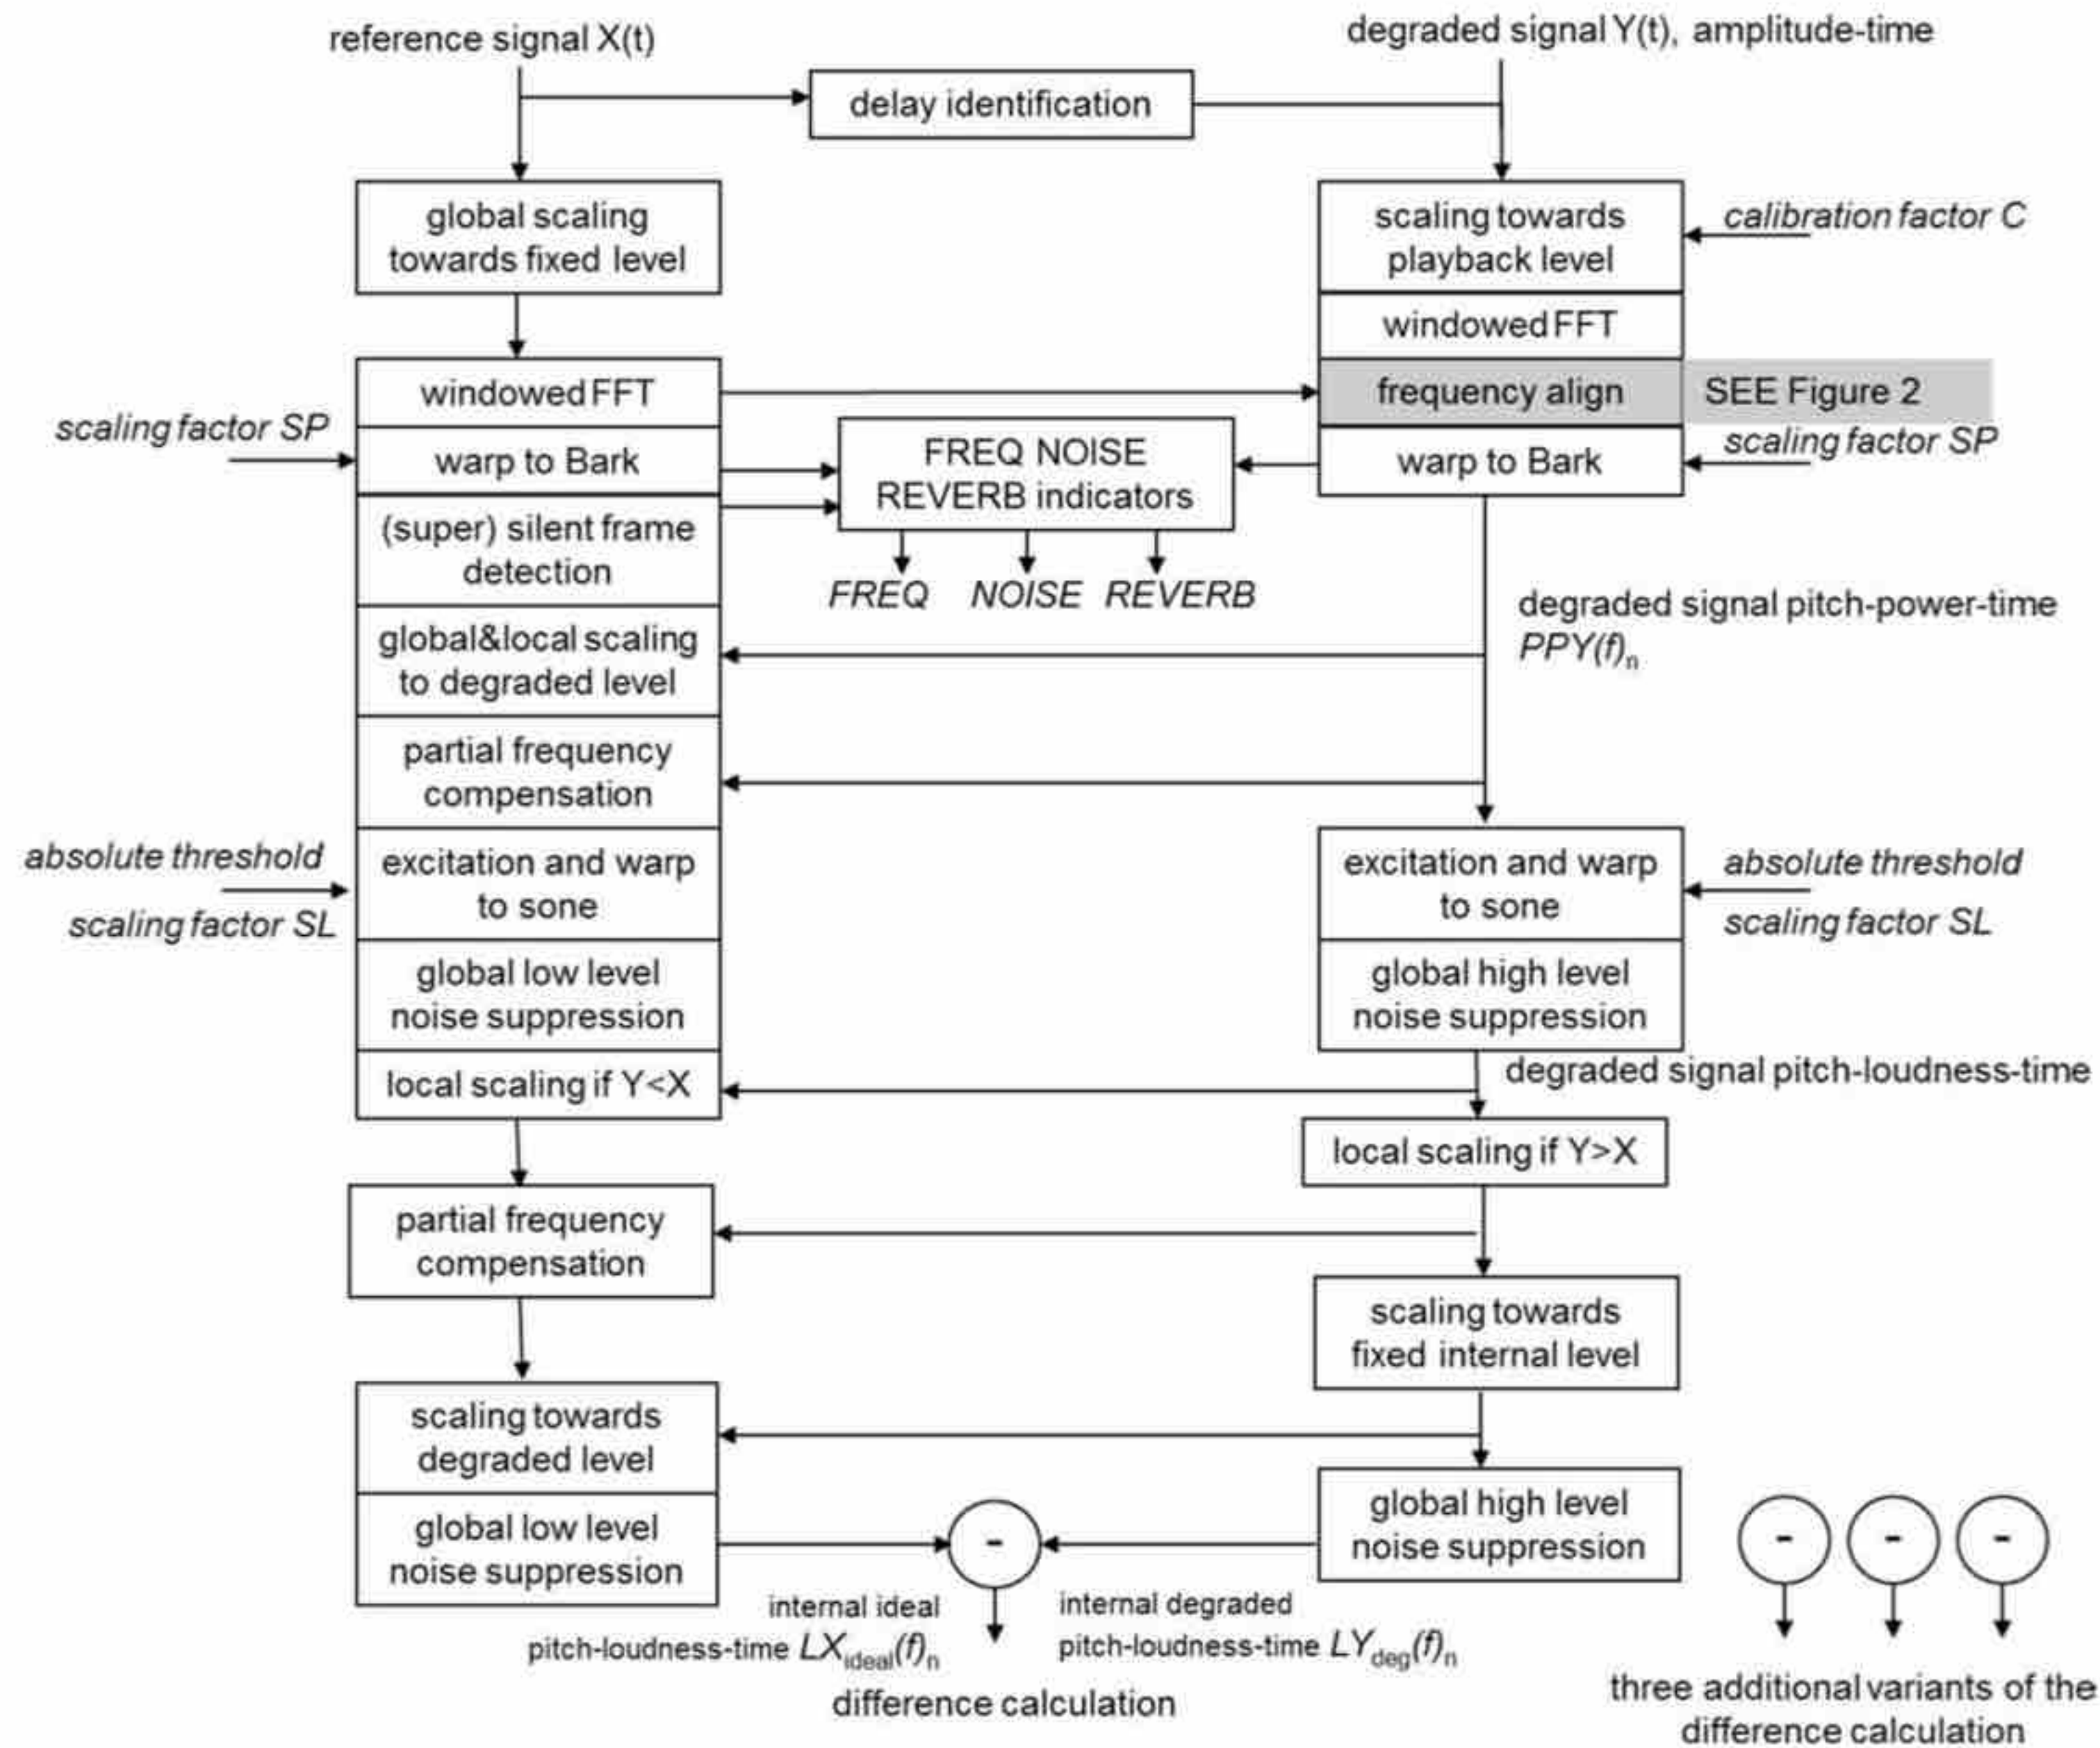 reference signal X(t)
degraded signal Y(t), amplitude-time
delay identification
global scaling
towards fixed level
scaling towards
playback level
calibration factor C
windowed FFT
windowed FFT
frequency align
SEE Figure 2
scaling factor SP
warp to Bark
FREQ NOISE
REVERB indicators
warp to Bark
scaling factor SP
(super) silent frame
detection
FREQ NOISE REVERB
global&local scaling
to degraded level
degraded signal pitch-power-time
PPY(f)n
partial frequency
compensation
absolute threshold
scaling factor SL
excitation and warp
to sone
excitation and warp
to sone
absolute threshold
scaling factor SL
global low level
noise suppression
global high level
noise suppression
local scaling if Y<X
degraded signal pitch-loudness-time
local scaling if Y>X
partial frequency
compensation
scaling towards
fixed internal level
scaling towards
degraded level
global low level
noise suppression
-
global high level
noise suppression
- - -
internal ideal
pitch-loudness-time LXideal(f)n
internal degraded
pitch-loudness-time LYdeg(f)n
difference calculation
three additional variants of the
difference calculation